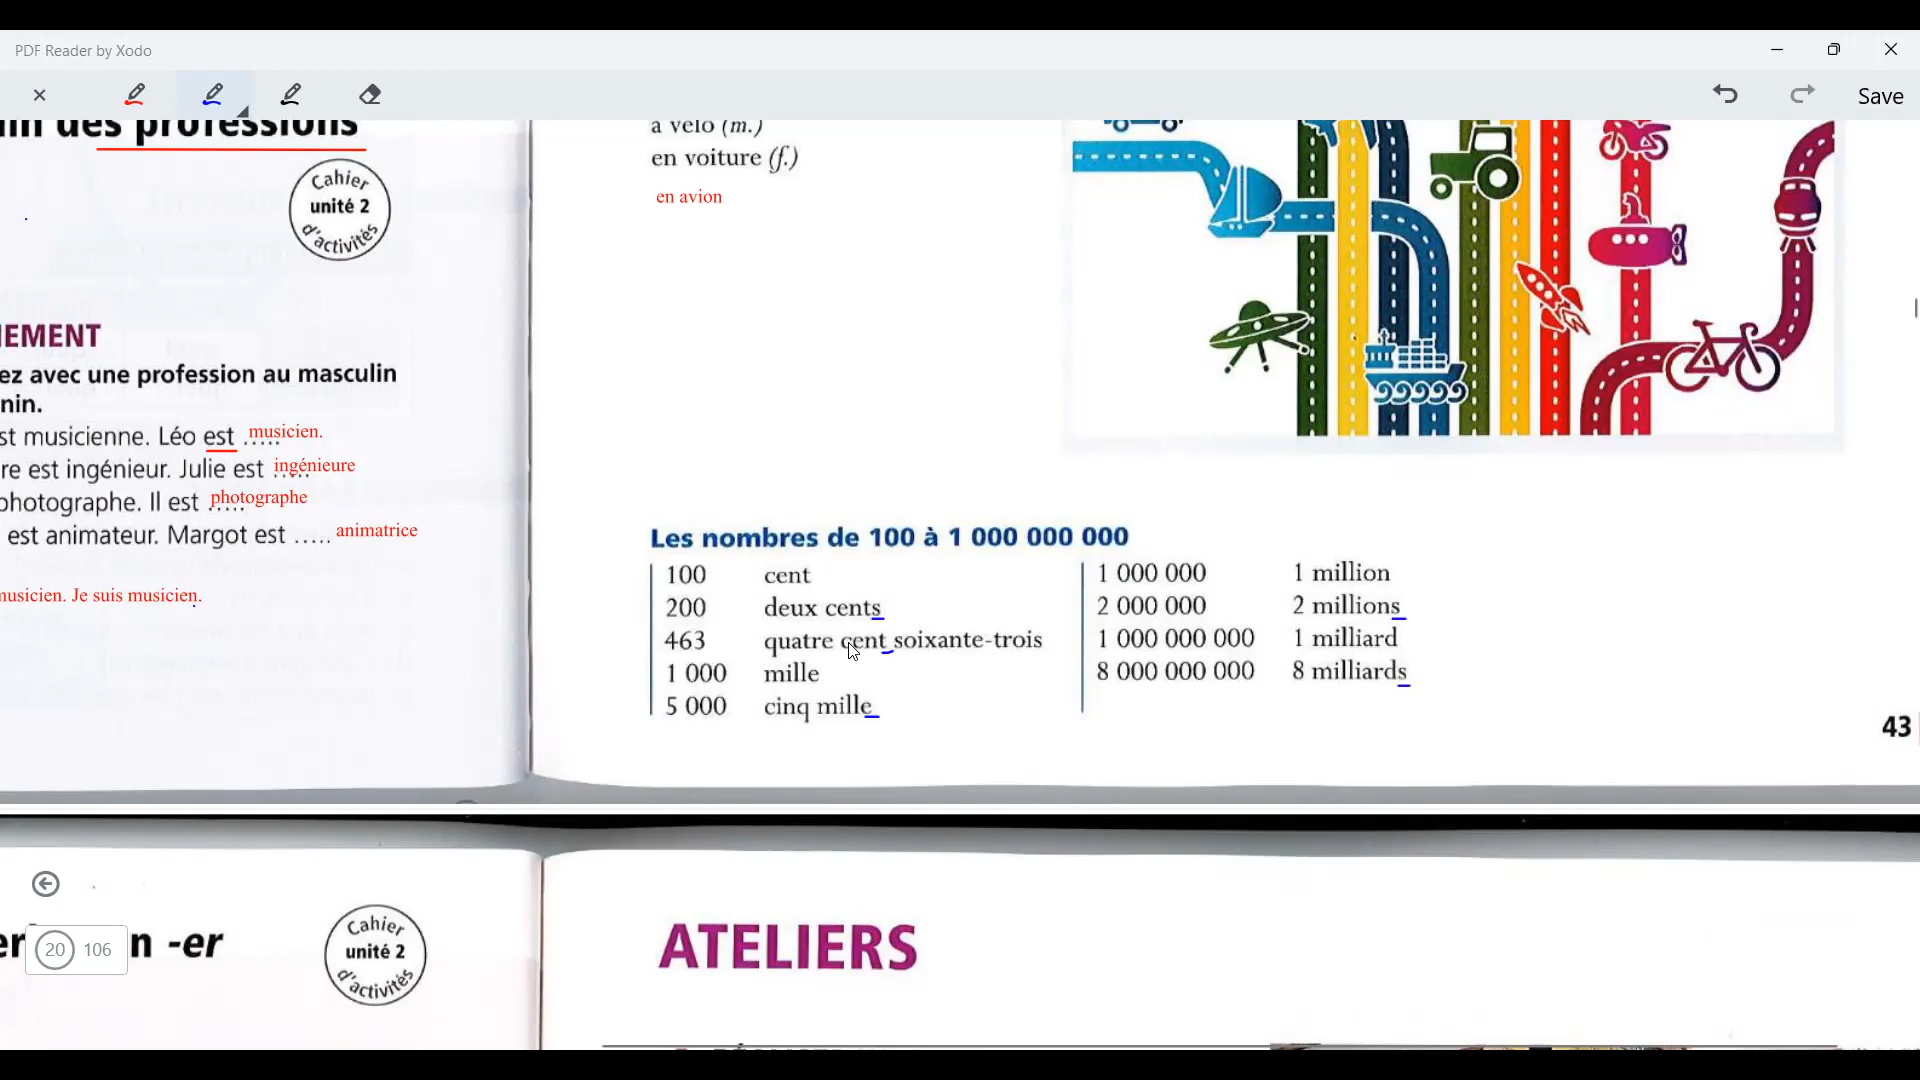 PDF Reader by Xodo
Save
des professions
Cahier
unité 2
d'activités
EMENT
ez avec une profession au masculin
nin.
st musicienne. Léo est ..... musicien.
re est ingénieur. Julie est ..... ingénieure
photographe. Il est ..... photographe
est animateur. Margot est ..... animatrice
musicien. Je suis musicien.
à vélo (m.)
en voiture (f.)
en avion
Les nombres de 100 à 1 000 000 000
100 cent
200 deux cents
463 quatre cent soixante-trois
1 000 mille
5 000 cinq mille
1 000 000 1 million
2 000 000 2 millions
1 000 000 000 1 milliard
8 000 000 000 8 milliards
43
20 106
n -er
Cahier
unité 2
d'activités
ATELIERS